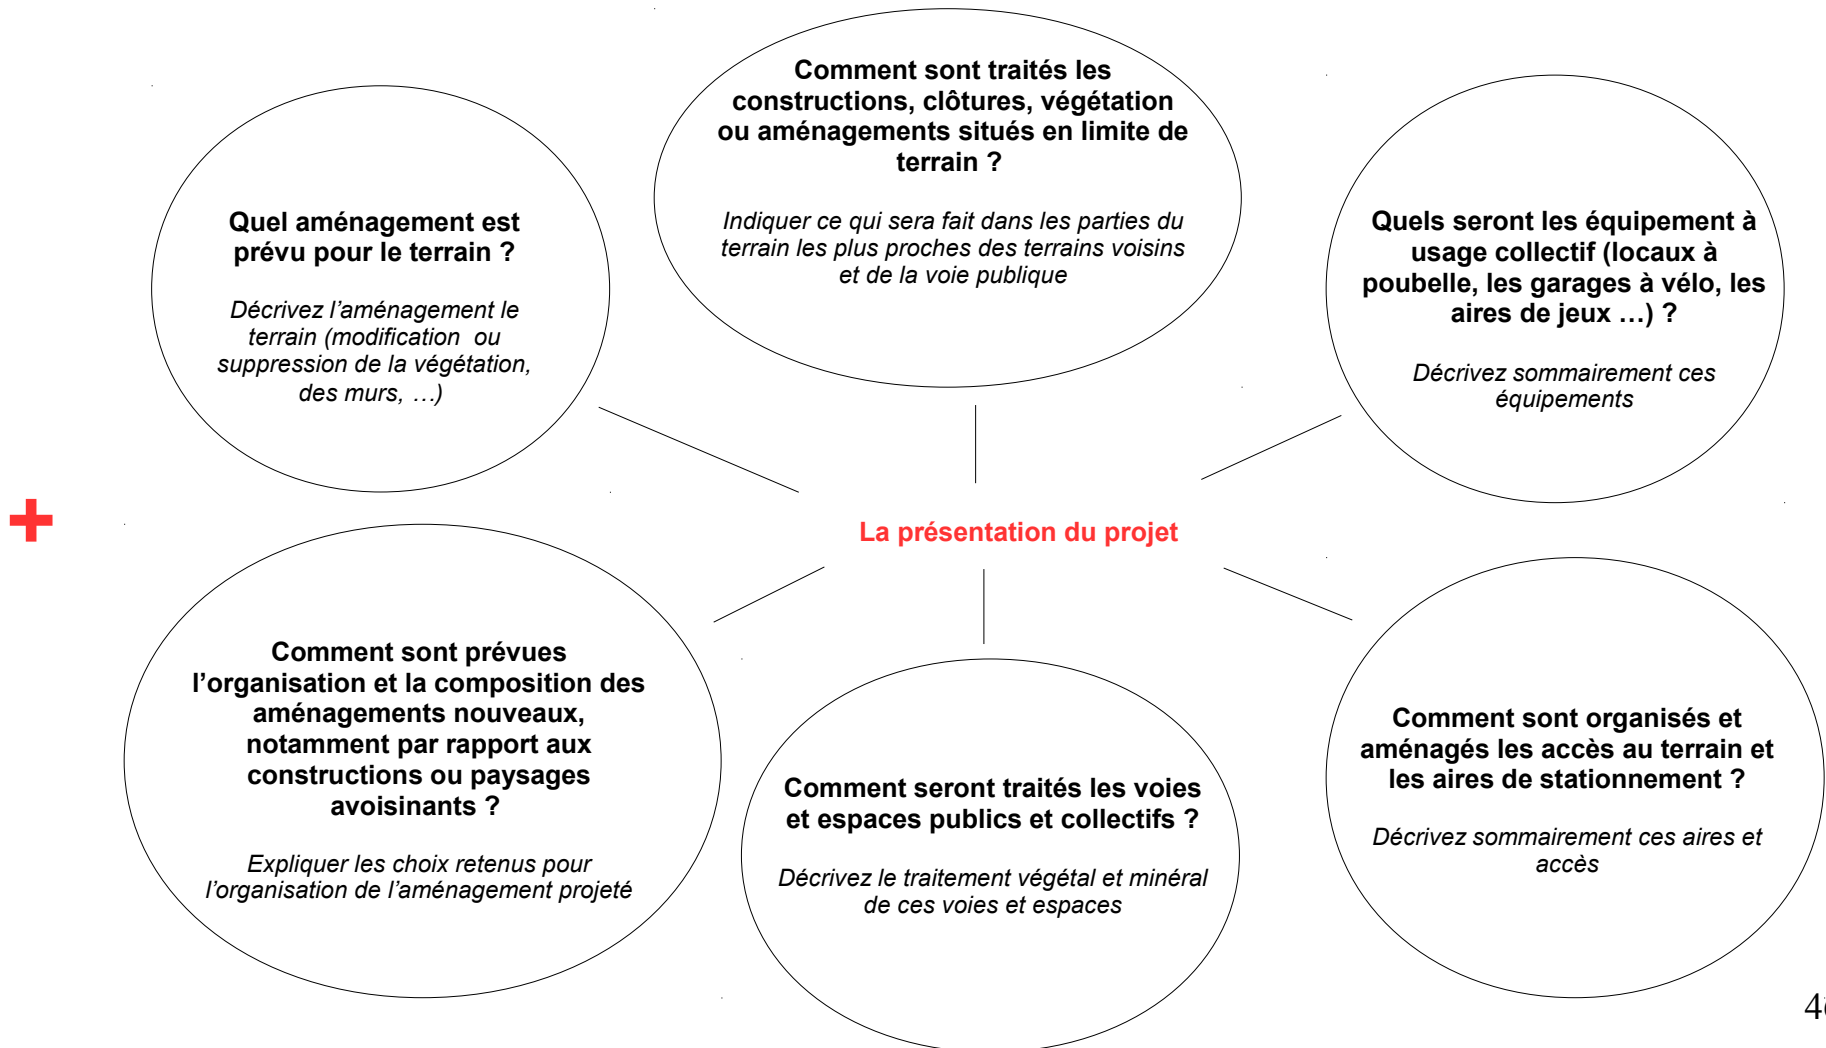 Comment sont traités les
constructions, clôtures, végétation
ou aménagements situés en limite de
terrain ?
Indiquer ce qui sera fait dans les parties du
terrain les plus proches des terrains voisins
et de la voie publique
Quel aménagement est
prévu pour le terrain ?
Décrivez l’aménagement le
terrain (modification ou
suppression de la végétation,
des murs, …)
Quels seront les équipement à
usage collectif (locaux à
poubelle, les garages à vélo, les
aires de jeux …) ?
Décrivez sommairement ces
équipements
+
La présentation du projet
Comment sont prévues
l’organisation et la composition des
aménagements nouveaux,
notamment par rapport aux
constructions ou paysages
avoisinants ?
Expliquer les choix retenus pour
l’organisation de l’aménagement projeté
Comment seront traités les voies
et espaces publics et collectifs ?
Décrivez le traitement végétal et minéral
de ces voies et espaces
Comment sont organisés et
aménagés les accès au terrain et
les aires de stationnement ?
Décrivez sommairement ces aires et
accès